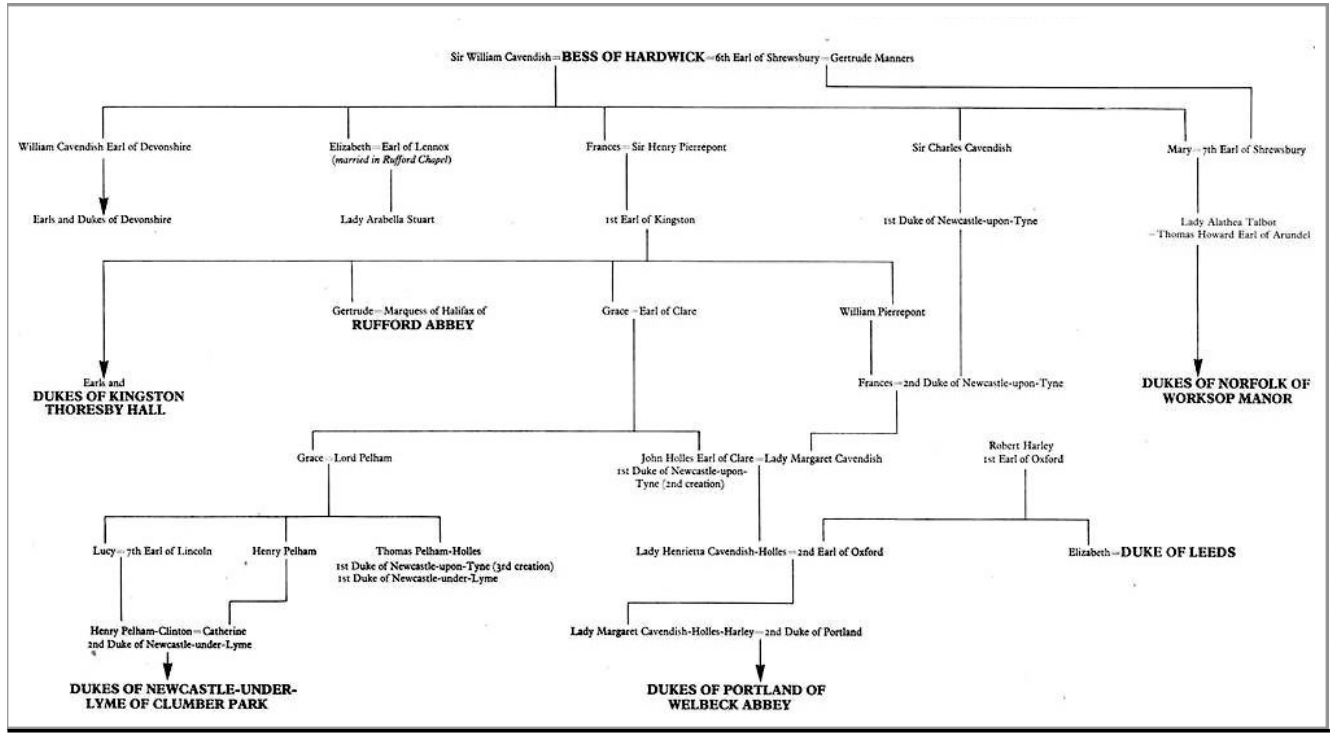 Sir William Cavendish=BESS OF HARDWICK=6th Earl of Shrewsbury=Gertrude Manners
William Cavendish Earl of Devonshire
Elizabeth=Earl of Lennox
(married in Rufford Chapel)
Frances=Sir Henry Pierrepont
Sir Charles Cavendish
Mary=7th Earl of Shrewsbury
Earls and Dukes of Devonshire
Lady Arabella Stuart
1st Earl of Kingston
1st Duke of Newcastle-upon-Tyne
Lady Alathea Talbot
=Thomas Howard Earl of Arundel
Gertrude=Marquess of Halifax of
RUFFORD ABBEY
Grace=Earl of Clare
William Pierrepont
Earls and
DUKES OF KINGSTON
THORESBY HALL
Frances=2nd Duke of Newcastle-upon-Tyne
DUKES OF NORFOLK OF
WORKSOP MANOR
Grace=Lord Pelham
John Holles Earl of Clare=Lady Margaret Cavendish
1st Duke of Newcastle-upon-
Tyne (2nd creation)
Robert Harley
1st Earl of Oxford
Lucy=7th Earl of Lincoln
Henry Pelham
Thomas Pelham-Holles
1st Duke of Newcastle-upon-Tyne (3rd creation)
1st Duke of Newcastle-under-Lyme
Lady Henrietta Cavendish-Holles=2nd Earl of Oxford
Elizabeth=DUKE OF LEEDS
Henry Pelham-Clinton=Catherine
2nd Duke of Newcastle-under-Lyme
Lady Margaret Cavendish-Holles-Harley=2nd Duke of Portland
DUKES OF NEWCASTLE-UNDER-
LYME OF CLUMBER PARK
DUKES OF PORTLAND OF
WELBECK ABBEY